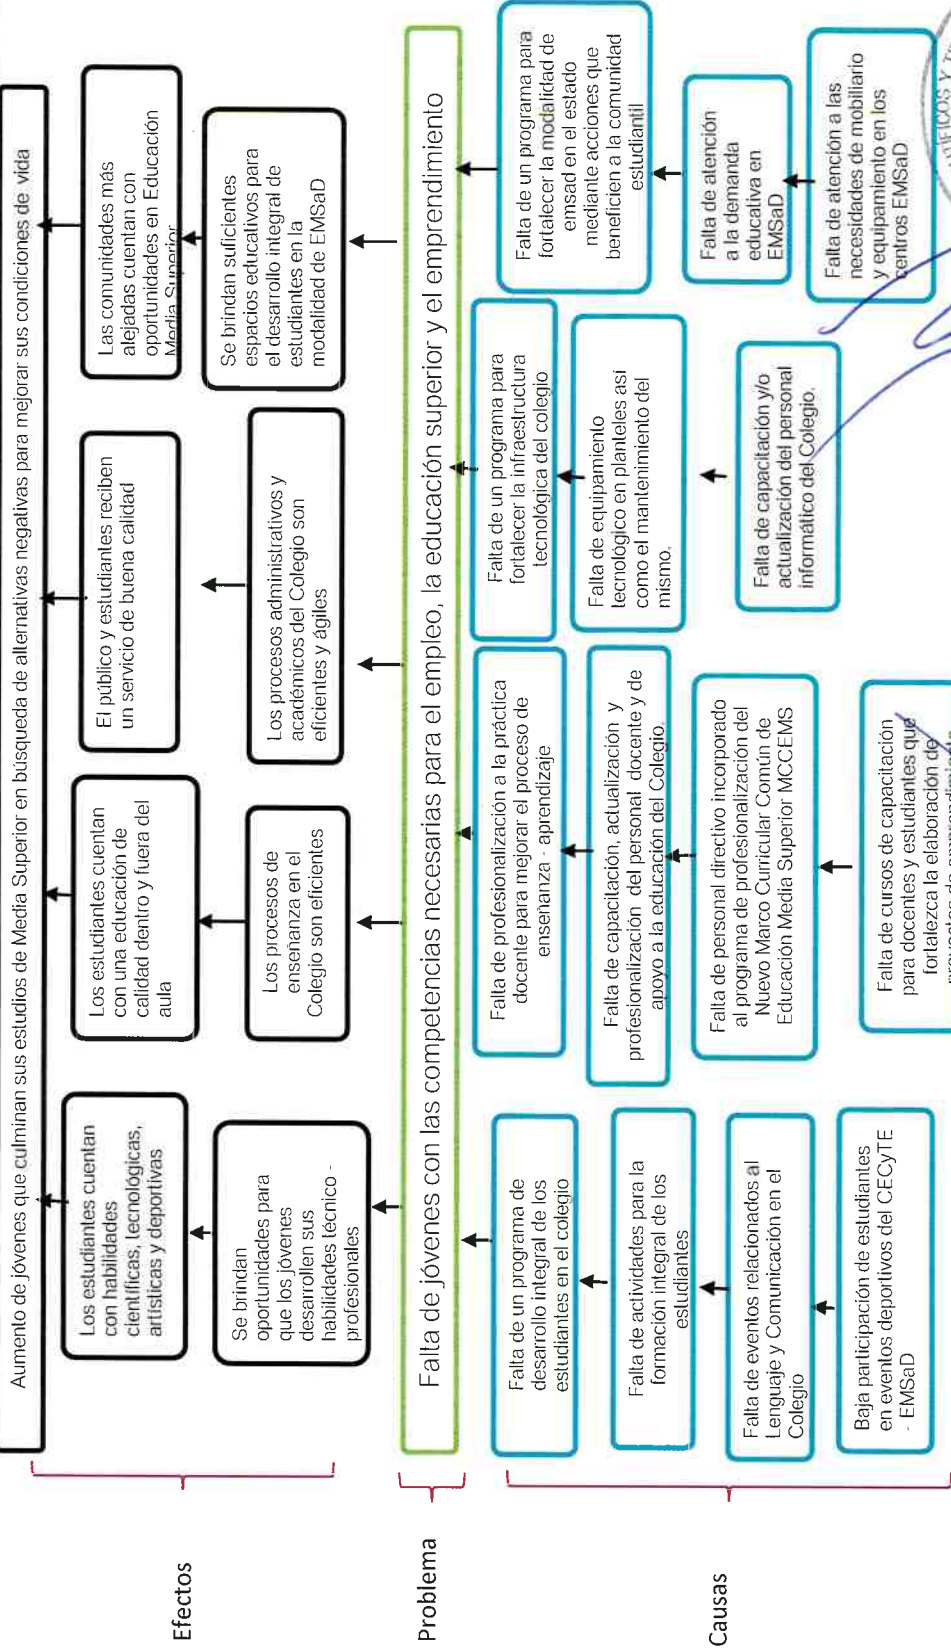 Aumento de jóvenes que culminan sus estudios de Media Superior en búsqueda de alternativas negativas para mejorar sus condiciones de vida
Efectos
Los estudiantes cuentan
con habilidades
científicas, tecnológicas,
artísticas y deportivas
Los estudiantes cuentan
con una educación de
calidad dentro y fuera del
aula
El público y estudiantes reciben
un servicio de buena calidad
Las comunidades más
alejadas cuentan con
oportunidades en Educación
Media Superior
Se brindan
oportunidades para
que los jóvenes
desarrollen sus
habilidades técnico -
profesionales
Los procesos de
enseñanza en el
Colegio son eficientes
Los procesos administrativos y
académicos del Colegio son
eficientes y ágiles
Se brindan suficientes
espacios educativos para
el desarrollo integral de
estudiantes en la
modalidad de EMSaD
Problema
Falta de jóvenes con las competencias necesarias para el empleo, la educación superior y el emprendimiento
Causas
Falta de un programa de
desarrollo integral de los
estudiantes en el colegio
Falta de actividades para la
formación integral de los
estudiantes
Falta de eventos relacionados al
Lenguaje y Comunicación en el
Colegio
Baja participación de estudiantes
en eventos deportivos del CECyTE
- EMSaD
Falta de profesionalización a la práctica
docente para mejorar el proceso de
enseñanza - aprendizaje
Falta de capacitación, actualización y
profesionalización del personal docente y de
apoyo a la educación del Colegio.
Falta de personal directivo incorporado
al programa de profesionalización del
Nuevo Marco Curricular Común de
Educación Media Superior MCCEMS
Falta de cursos de capacitación
para docentes y estudiantes que
fortalezca la elaboración de
Falta de un programa para
fortalecer la infraestructura
tecnológica del colegio
Falta de equipamiento
tecnológico en planteles así
como el mantenimiento del
mismo.
Falta de capacitación y/o
actualización del personal
informático del Colegio.
Falta de un programa para
fortalecer la modalidad de
emsad en el estado
mediante acciones que
beneficien a la comunidad
estudiantil
Falta de atención
a la demanda
educativa en
EMSaD
Falta de atención a las
necesidades de mobiliario
y equipamiento en los
centros EMSaD